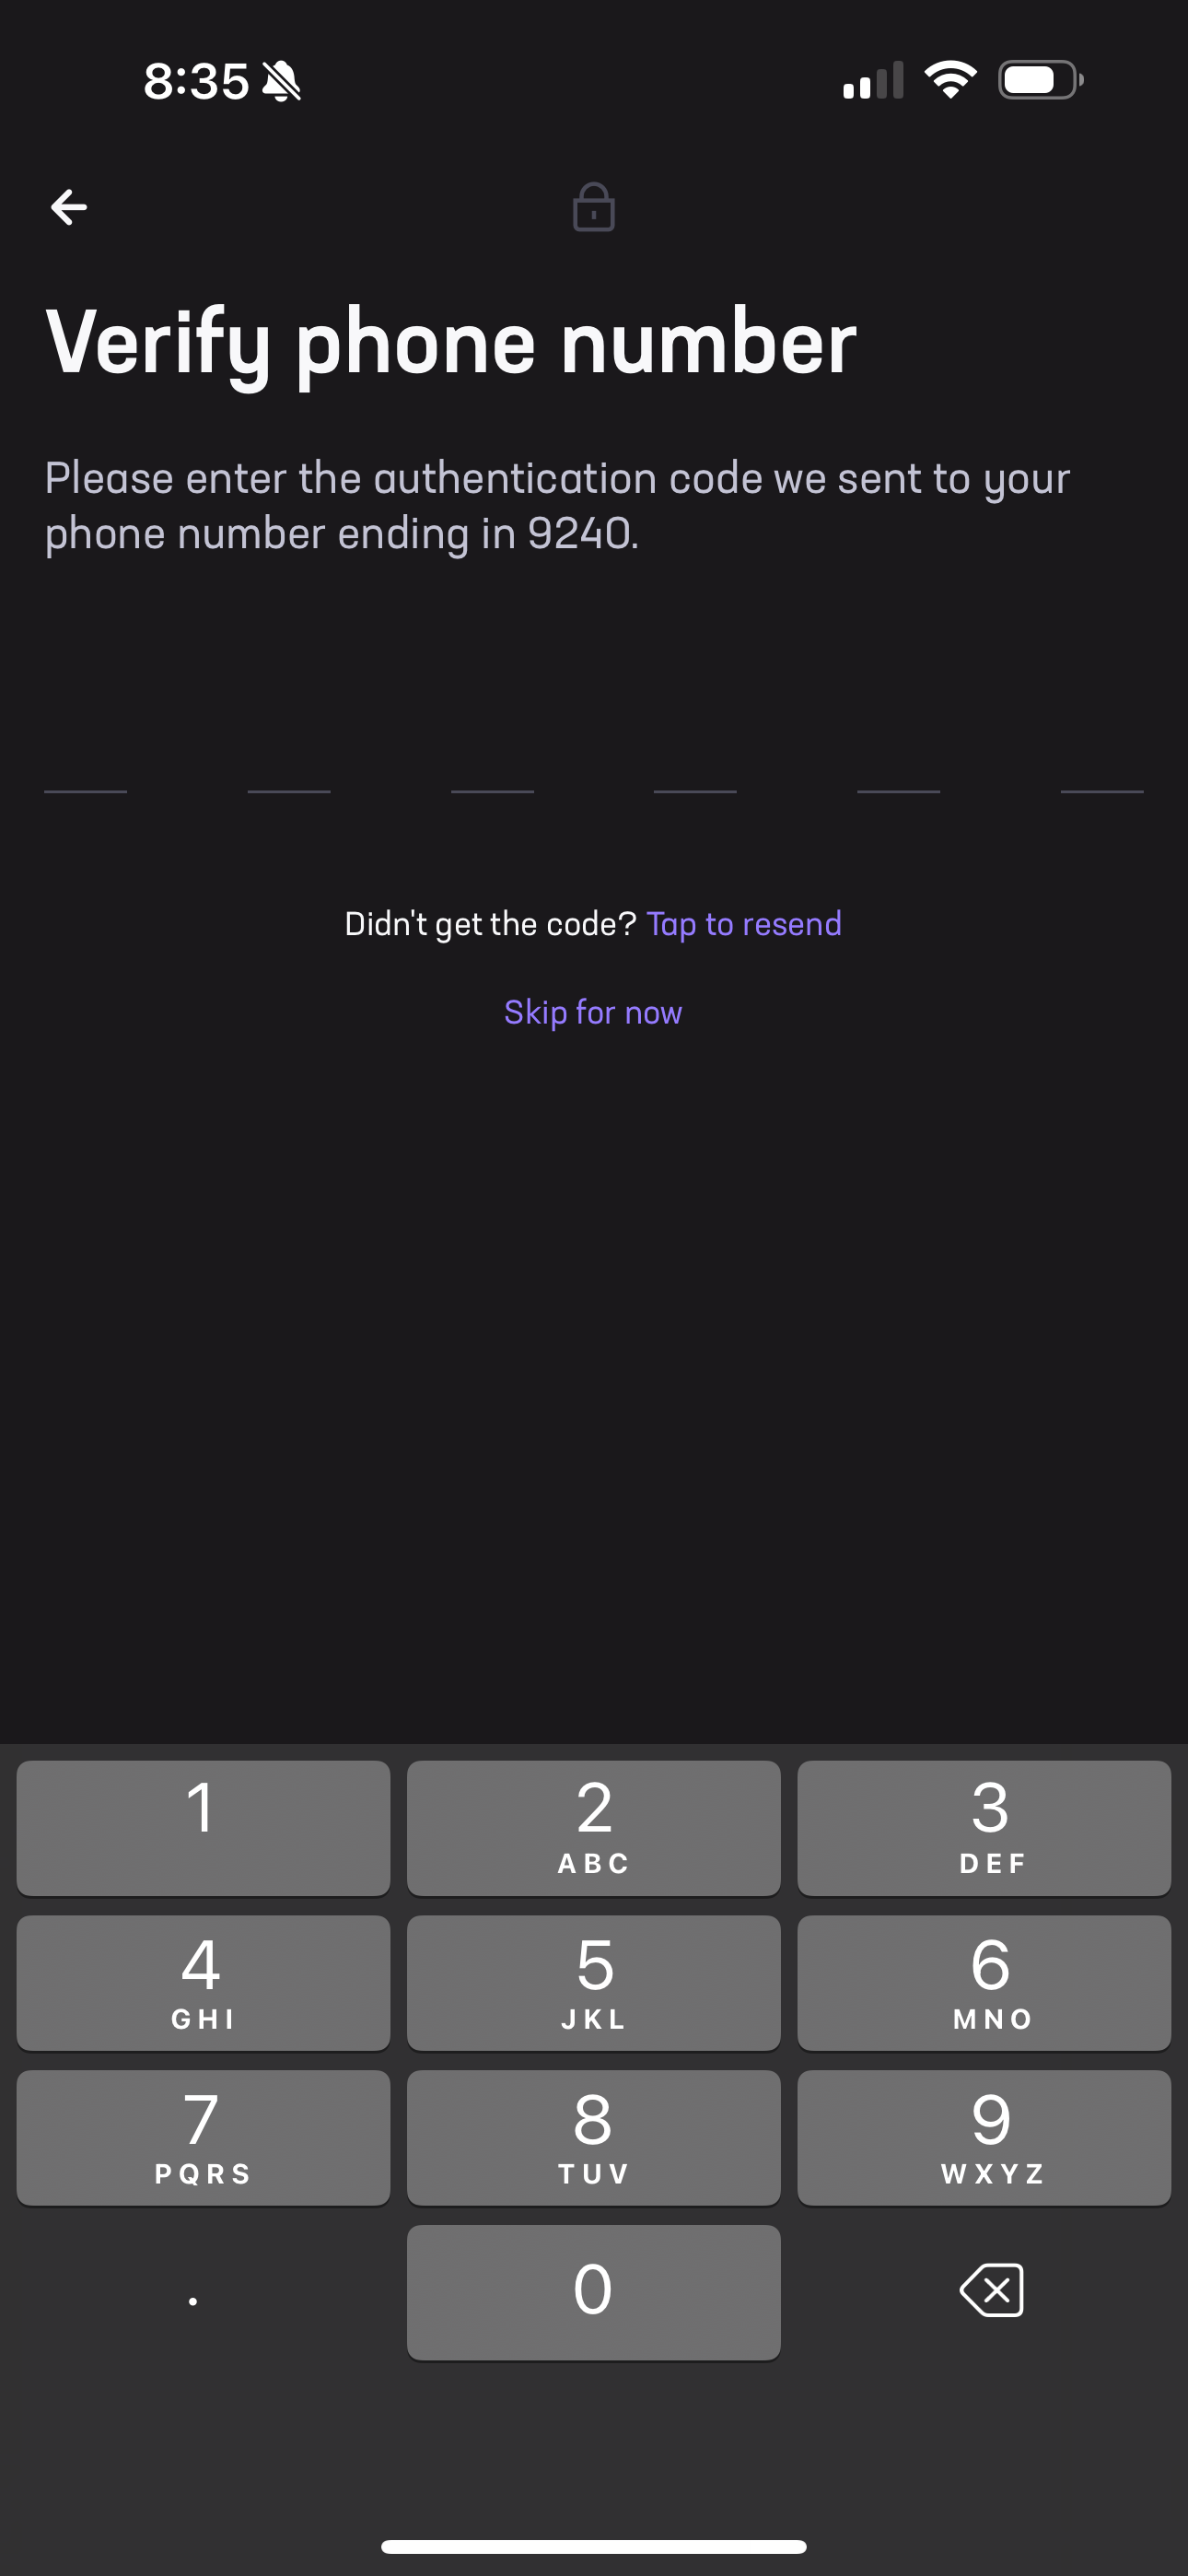 8:35
Verify phone number
Please enter the authentication code we sent to your
phone number ending in 9240.
Didn't get the code? Tap to resend
Skip for now
1 2 3
ABC DEF
4 5 6
GHI JKL MNO
7 8 9
PQRS TUV WXYZ
. 0